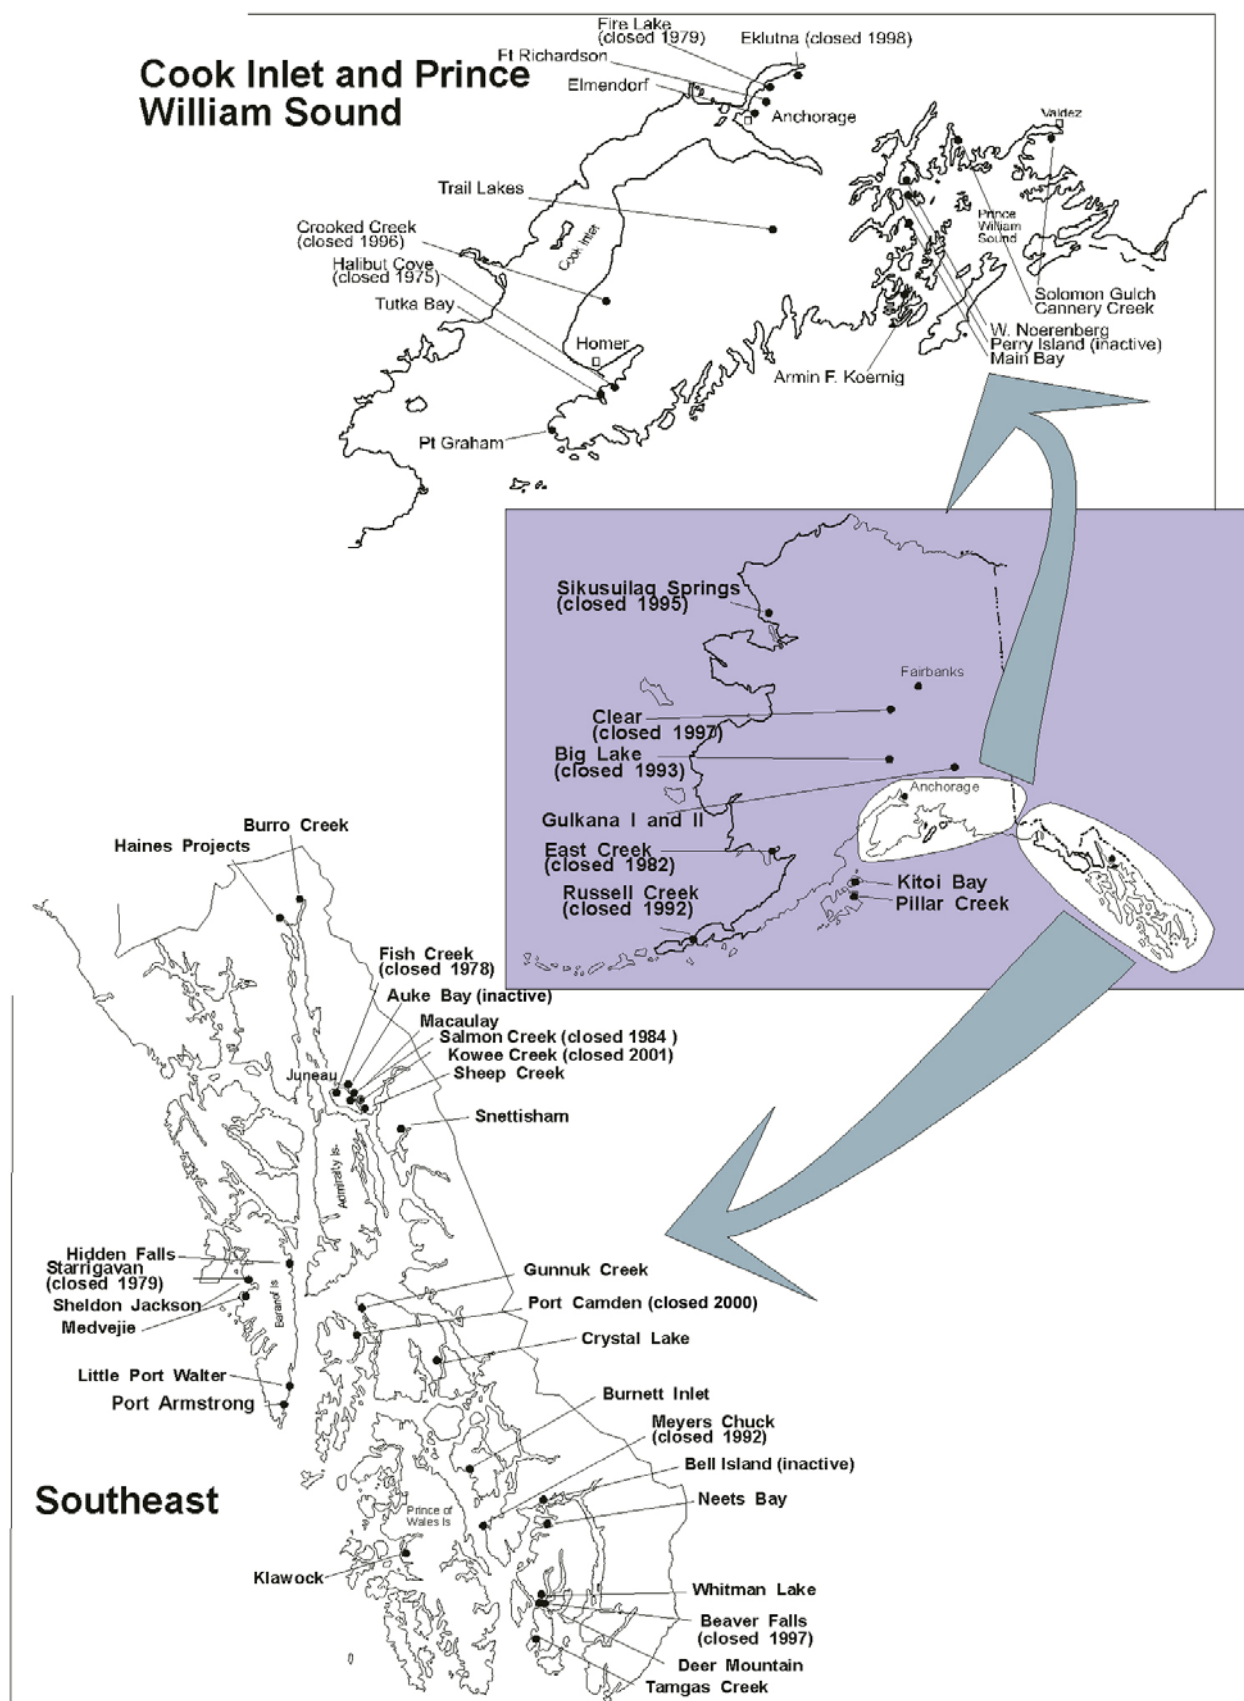 Cook Inlet and Prince
William Sound
Fire Lake
(closed 1979)
Eklutna (closed 1998)
Ft Richardson
Elmendorf
Anchorage
Valdez
Trail Lakes
Crooked Creek
(closed 1996)
Halibut Cove
(closed 1975)
Tutka Bay
Cook Inlet
Prince
William
Sound
Homer
Solomon Gulch
Cannery Creek
W. Noerenberg
Perry Island (inactive)
Main Bay
Armin F. Koernig
Pt Graham
Sikusuilaq Springs
(closed 1995)
Fairbanks
Clear
(closed 1997)
Big Lake
(closed 1993)
Anchorage
Gulkana I and II
East Creek
(closed 1982)
Russell Creek
(closed 1992)
Kitoi Bay
Pillar Creek
Burro Creek
Haines Projects
Fish Creek
(closed 1978)
Auke Bay (inactive)
Macaulay
Salmon Creek (closed 1984 )
Kowee Creek (closed 2001)
Sheep Creek
Juneau
Snettisham
Admiralty Is.
Hidden Falls
Starrigavan
(closed 1979)
Sheldon Jackson
Medvejie
Baranof Is
Gunnuk Creek
Port Camden (closed 2000)
Crystal Lake
Little Port Walter
Port Armstrong
Burnett Inlet
Meyers Chuck
(closed 1992)
Bell Island (inactive)
Neets Bay
Southeast
Prince of
Wales Is
Klawock
Whitman Lake
Beaver Falls
(closed 1997)
Deer Mountain
Tamgas Creek